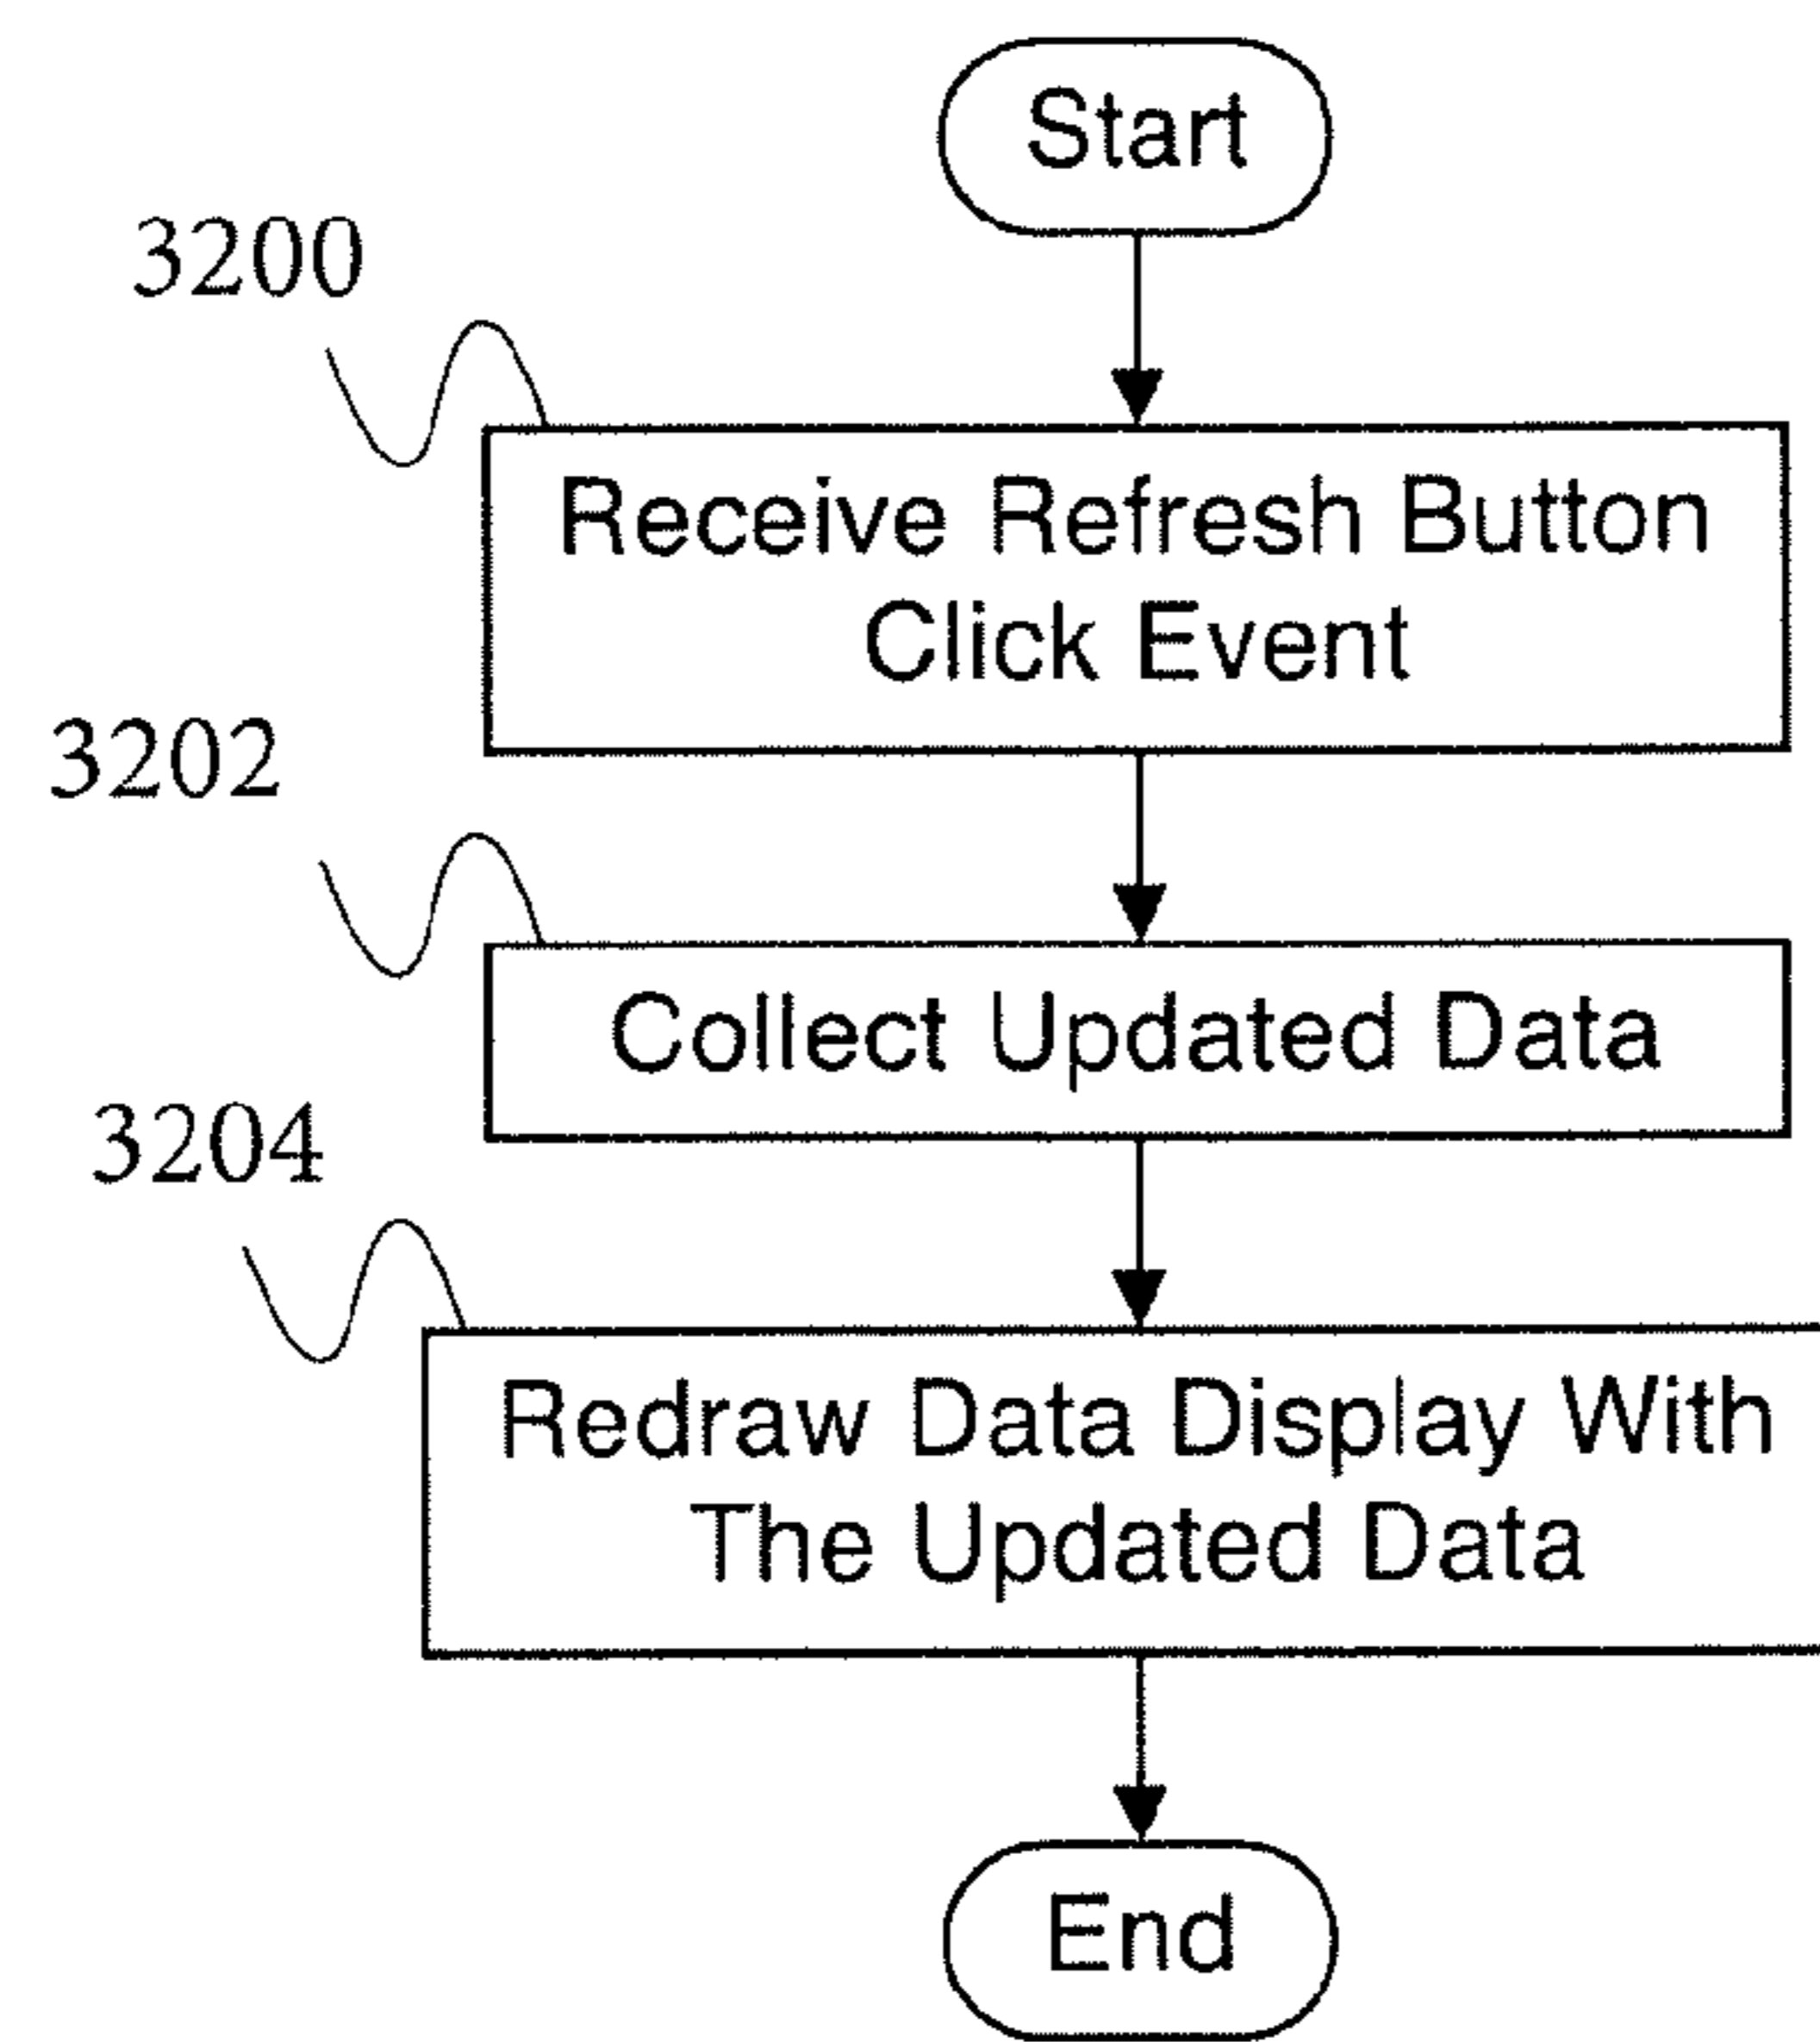 Start
3200
Receive Refresh Button
Click Event
3202
Collect Updated Data
3204
Redraw Data Display With
The Updated Data
End